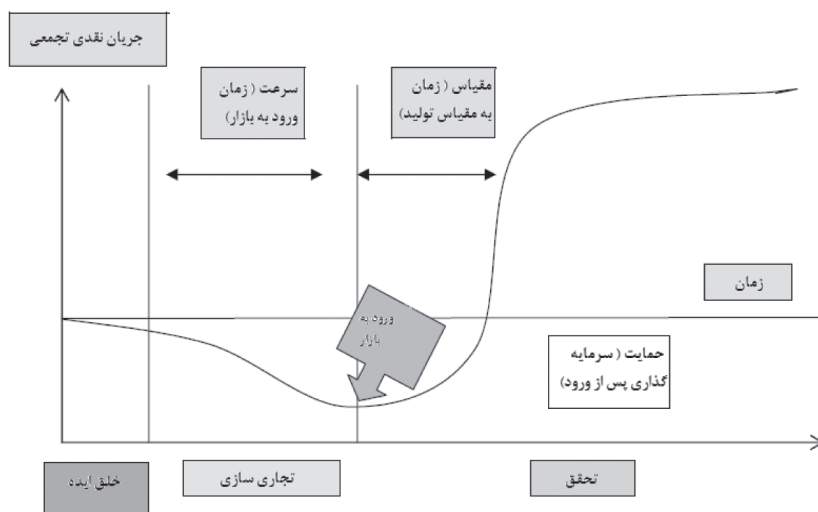 جریان نقدی تجمعی
سرعت ( زمان
ورود به بازار)
مقیاس ( زمان
به مقیاس تولید)
زمان
ورود به
بازار
حمایت ( سرمایه
گذاری پس از ورود)
خلق ایده
تجاری سازی
تحقق